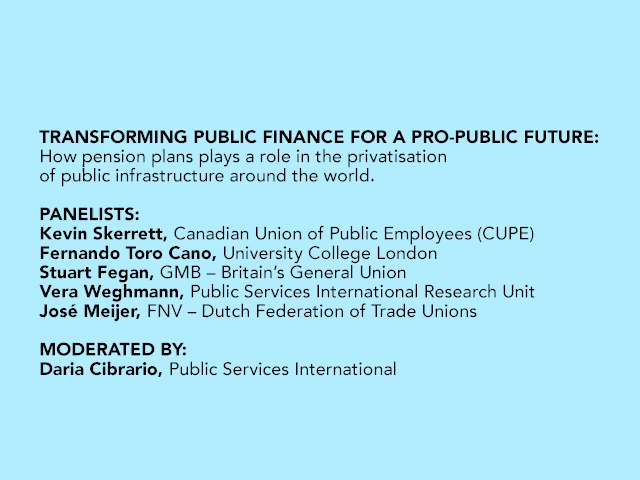 TRANSFORMING PUBLIC FINANCE FOR A PRO-PUBLIC FUTURE:
How pension plans plays a role in the privatisation
of public infrastructure around the world.
PANELISTS:
Kevin Skerrett, Canadian Union of Public Employees (CUPE)
Fernando Toro Cano, University College London
Stuart Fegan, GMB – Britain's General Union
Vera Weghmann, Public Services International Research Unit
José Meijer, FNV – Dutch Federation of Trade Unions
MODERATED BY:
Daria Cibrario, Public Services International